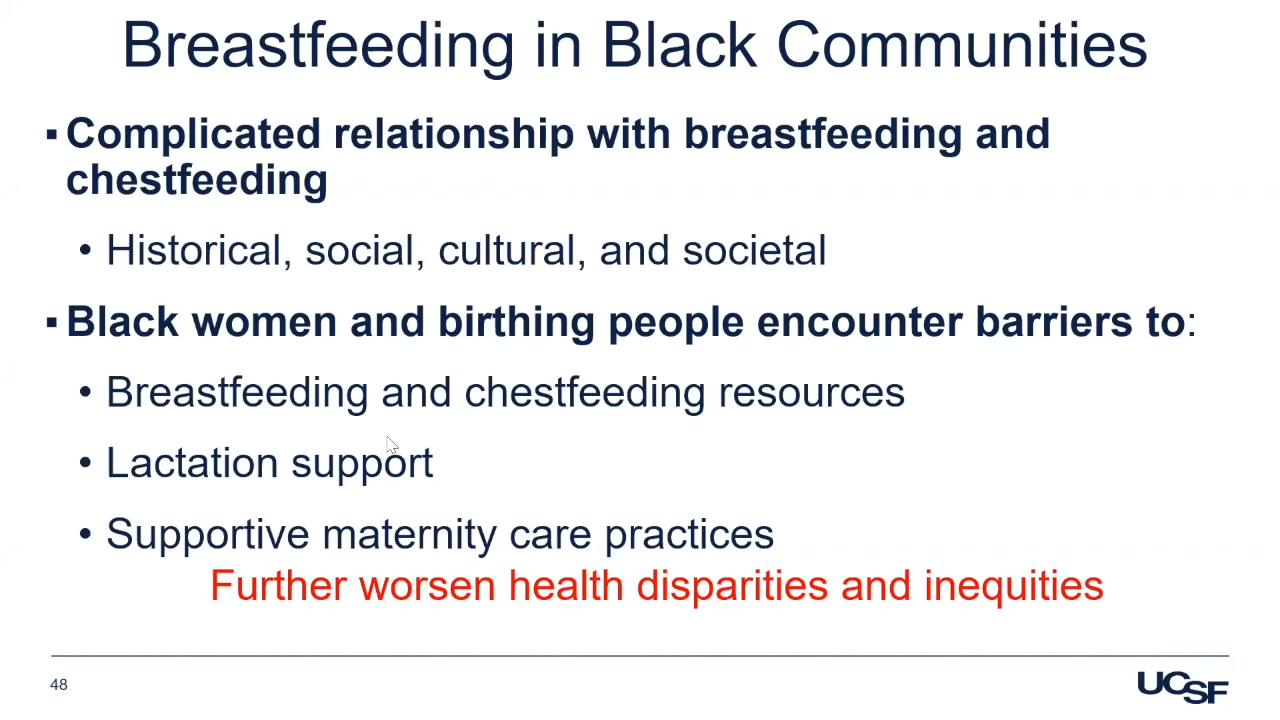 Breastfeeding in Black Communities
▪ Complicated relationship with breastfeeding and
chestfeeding
• Historical, social, cultural, and societal
▪ Black women and birthing people encounter barriers to:
• Breastfeeding and chestfeeding resources
• Lactation support
• Supportive maternity care practices
Further worsen health disparities and inequities
48
UCSF